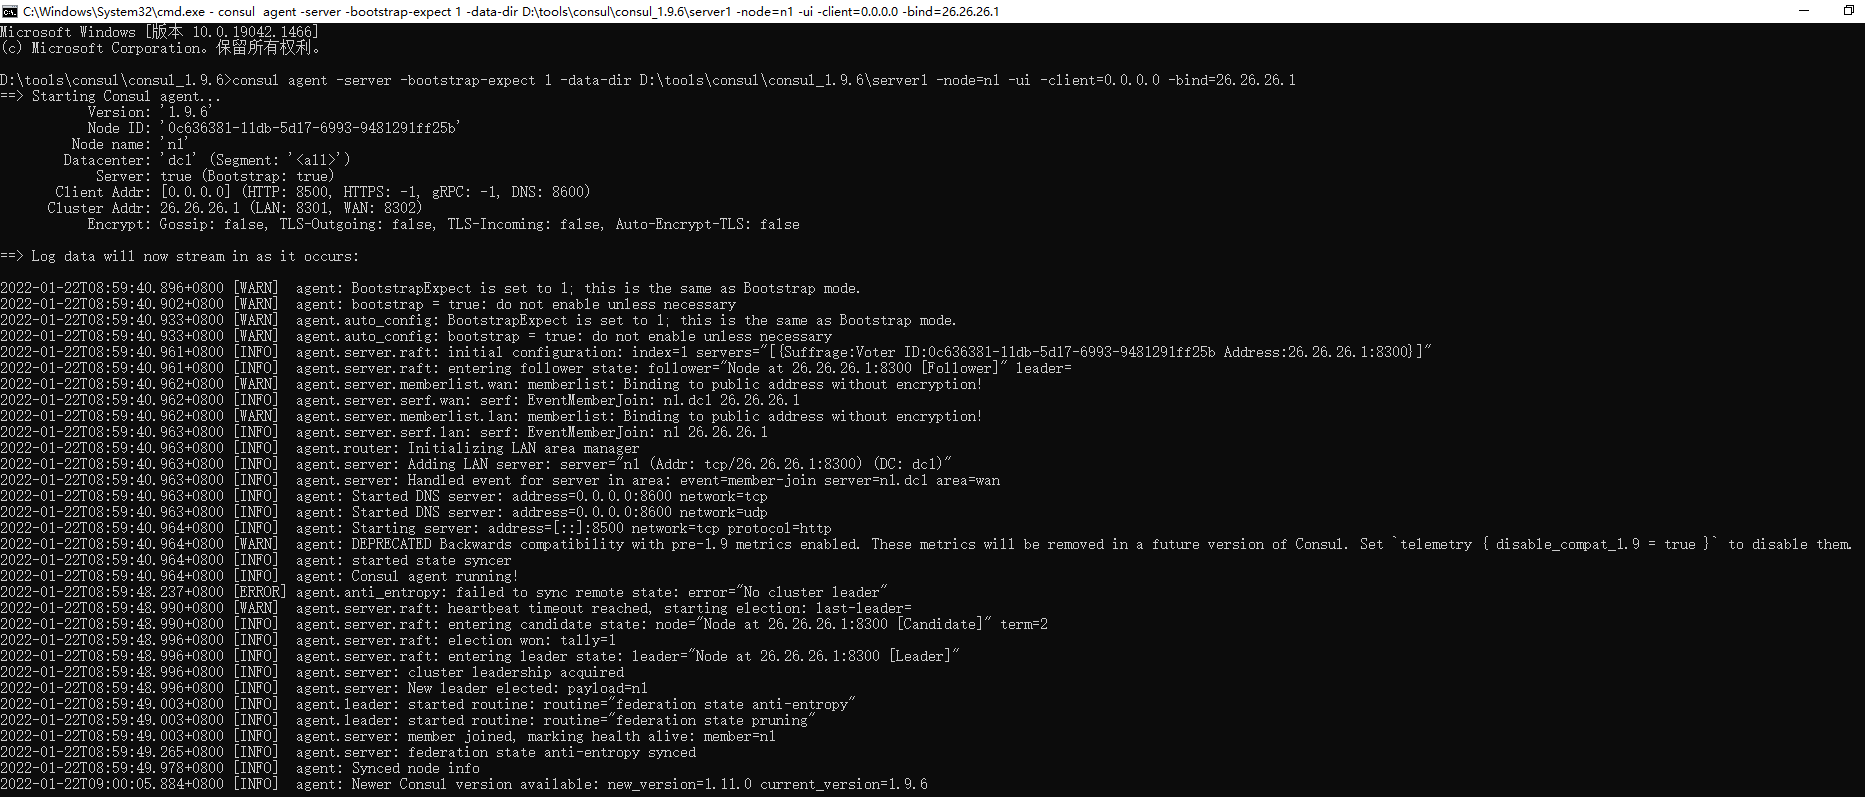 C:\Windows\System32\cmd.exe - consul  agent -server -bootstrap-expect 1 -data-dir D:\tools\consul\consul_1.9.6\server1 -node=n1 -ui -client=0.0.0.0 -bind=26.26.26.1
Microsoft Windows [版本 10.0.19042.1466]
(c) Microsoft Corporation。保留所有权利。
D:\tools\consul\consul_1.9.6>consul agent -server -bootstrap-expect 1 -data-dir D:\tools\consul\consul_1.9.6\server1 -node=n1 -ui -client=0.0.0.0 -bind=26.26.26.1
==> Starting Consul agent...
Version: '1.9.6'
Node ID: '0c636381-11db-5d17-6993-9481291ff25b'
Node name: 'n1'
Datacenter: 'dc1' (Segment: '<all>')
Server: true (Bootstrap: true)
Client Addr: [0.0.0.0] (HTTP: 8500, HTTPS: -1, gRPC: -1, DNS: 8600)
Cluster Addr: 26.26.26.1 (LAN: 8301, WAN: 8302)
Encrypt: Gossip: false, TLS-Outgoing: false, TLS-Incoming: false, Auto-Encrypt-TLS: false
==> Log data will now stream in as it occurs:
2022-01-22T08:59:40.896+0800 [WARN]  agent: BootstrapExpect is set to 1; this is the same as Bootstrap mode.
2022-01-22T08:59:40.902+0800 [WARN]  agent: bootstrap = true: do not enable unless necessary
2022-01-22T08:59:40.933+0800 [WARN]  agent.auto_config: BootstrapExpect is set to 1; this is the same as Bootstrap mode.
2022-01-22T08:59:40.933+0800 [WARN]  agent.auto_config: bootstrap = true: do not enable unless necessary
2022-01-22T08:59:40.961+0800 [INFO]  agent.server.raft: initial configuration: index=1 servers="[{Suffrage:Voter ID:0c636381-11db-5d17-6993-9481291ff25b Address:26.26.26.1:8300}]"
2022-01-22T08:59:40.961+0800 [INFO]  agent.server.raft: entering follower state: follower="Node at 26.26.26.1:8300 [Follower]" leader=
2022-01-22T08:59:40.962+0800 [WARN]  agent.server.memberlist.wan: memberlist: Binding to public address without encryption!
2022-01-22T08:59:40.962+0800 [INFO]  agent.server.serf.wan: serf: EventMemberJoin: n1.dc1 26.26.26.1
2022-01-22T08:59:40.962+0800 [WARN]  agent.server.memberlist.lan: memberlist: Binding to public address without encryption!
2022-01-22T08:59:40.963+0800 [INFO]  agent.server.serf.lan: serf: EventMemberJoin: n1 26.26.26.1
2022-01-22T08:59:40.963+0800 [INFO]  agent.router: Initializing LAN area manager
2022-01-22T08:59:40.963+0800 [INFO]  agent.server: Adding LAN server: server="n1 (Addr: tcp/26.26.26.1:8300) (DC: dc1)"
2022-01-22T08:59:40.963+0800 [INFO]  agent.server: Handled event for server in area: event=member-join server=n1.dc1 area=wan
2022-01-22T08:59:40.963+0800 [INFO]  agent: Started DNS server: address=0.0.0.0:8600 network=tcp
2022-01-22T08:59:40.963+0800 [INFO]  agent: Started DNS server: address=0.0.0.0:8600 network=udp
2022-01-22T08:59:40.964+0800 [INFO]  agent: Starting server: address=[::]:8500 network=tcp protocol=http
2022-01-22T08:59:40.964+0800 [WARN]  agent: DEPRECATED Backwards compatibility with pre-1.9 metrics enabled. These metrics will be removed in a future version of Consul. Set `telemetry { disable_compat_1.9 = true }` to disable them.
2022-01-22T08:59:40.964+0800 [INFO]  agent: started state syncer
2022-01-22T08:59:40.964+0800 [INFO]  agent: Consul agent running!
2022-01-22T08:59:48.237+0800 [ERROR] agent.anti_entropy: failed to sync remote state: error="No cluster leader"
2022-01-22T08:59:48.990+0800 [WARN]  agent.server.raft: heartbeat timeout reached, starting election: last-leader=
2022-01-22T08:59:48.990+0800 [INFO]  agent.server.raft: entering candidate state: node="Node at 26.26.26.1:8300 [Candidate]" term=2
2022-01-22T08:59:48.996+0800 [INFO]  agent.server.raft: election won: tally=1
2022-01-22T08:59:48.996+0800 [INFO]  agent.server.raft: entering leader state: leader="Node at 26.26.26.1:8300 [Leader]"
2022-01-22T08:59:48.996+0800 [INFO]  agent.server: cluster leadership acquired
2022-01-22T08:59:48.996+0800 [INFO]  agent.server: New leader elected: payload=n1
2022-01-22T08:59:49.003+0800 [INFO]  agent.leader: started routine: routine="federation state anti-entropy"
2022-01-22T08:59:49.003+0800 [INFO]  agent.leader: started routine: routine="federation state pruning"
2022-01-22T08:59:49.003+0800 [INFO]  agent.server: member joined, marking health alive: member=n1
2022-01-22T08:59:49.265+0800 [INFO]  agent.server: federation state anti-entropy synced
2022-01-22T08:59:49.978+0800 [INFO]  agent: Synced node info
2022-01-22T09:00:05.884+0800 [INFO]  agent: Newer Consul version available: new_version=1.11.0 current_version=1.9.6